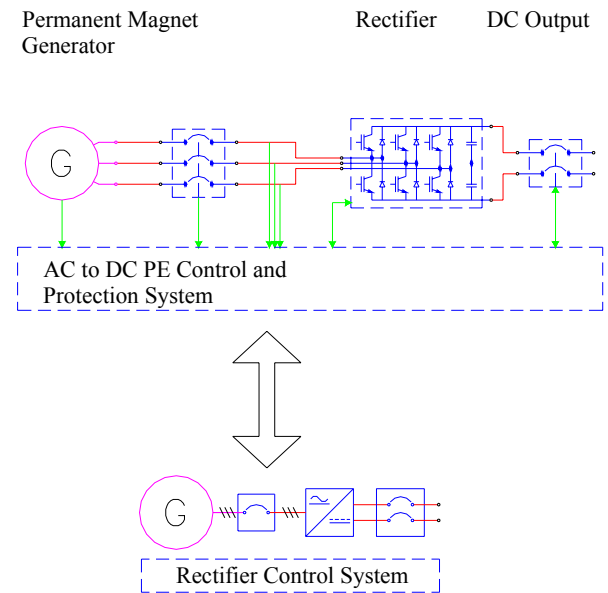 Permanent Magnet
Generator
Rectifier
DC Output
G
AC to DC PE Control and
Protection System
G
Rectifier Control System